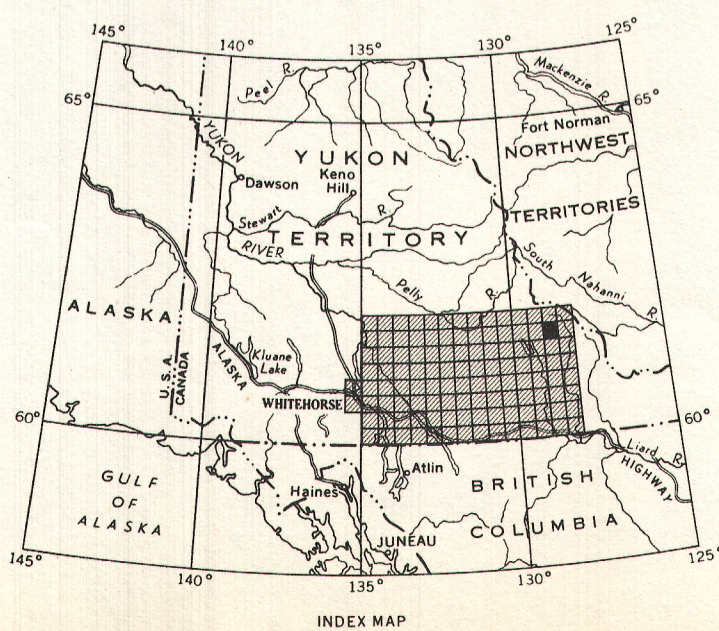 145°
140°
135°
130°
125°
65°
Peel R.
Mackenzie R.
65°
Fort Norman
YUKON
YUKON
NORTHWEST
Keno
Hill
Dawson
Stewart R.
TERRITORIES
TERRITORY
RIVER
South Nahanni R.
Pelly R.
ALASKA
Kluane
Lake
ALASKA
U.S.A.
CANADA
WHITEHORSE
60°
60°
Liard R.
HIGHWAY
Atlin
BRITISH
GULF
OF
ALASKA
Haines
COLUMBIA
JUNEAU
145°
140°
135°
130°
125°
INDEX MAP